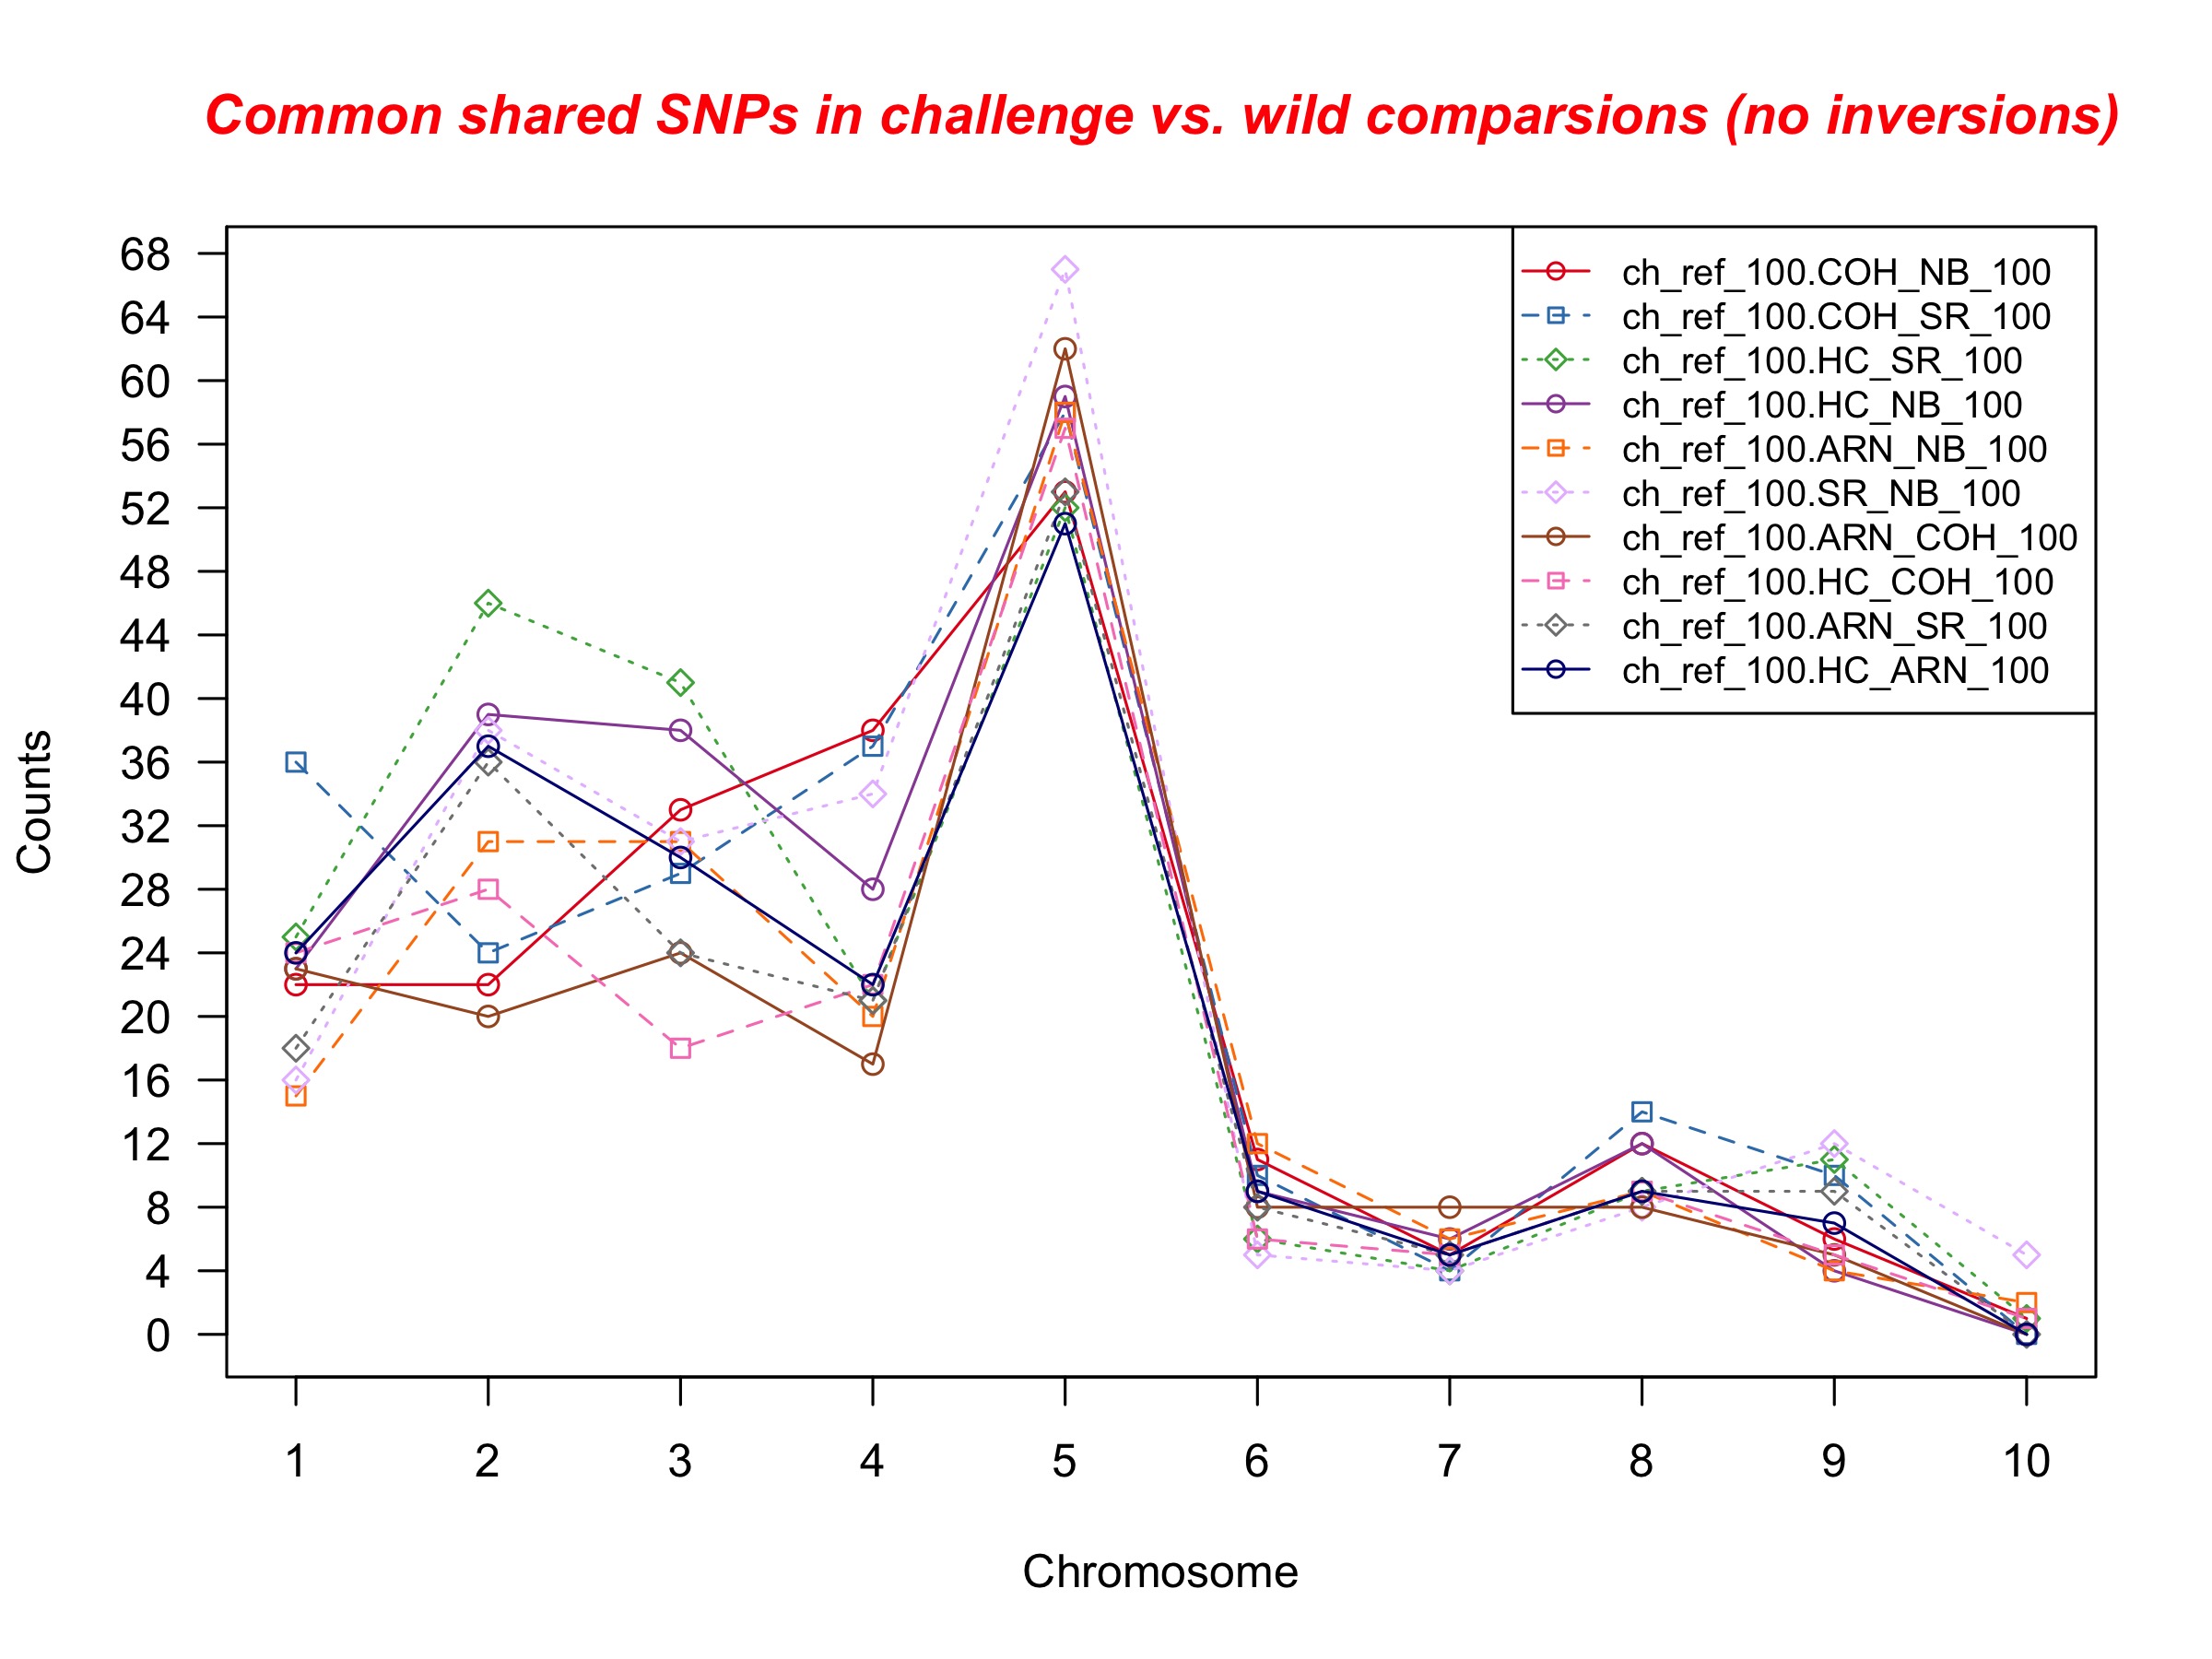 Common shared SNPs in challenge vs. wild comparsions (no inversions)
68
64
60
56
52
48
44
40
36
32
28
24
20
16
12
8
4
0
Counts
ch_ref_100.COH_NB_100
ch_ref_100.COH_SR_100
ch_ref_100.HC_SR_100
ch_ref_100.HC_NB_100
ch_ref_100.ARN_NB_100
ch_ref_100.SR_NB_100
ch_ref_100.ARN_COH_100
ch_ref_100.HC_COH_100
ch_ref_100.ARN_SR_100
ch_ref_100.HC_ARN_100
1 2 3 4 5 6 7 8 9 10
Chromosome